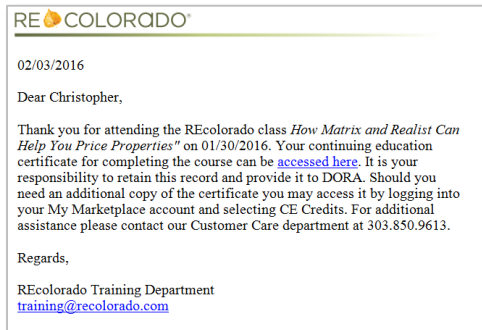 RECOLORADO®
02/03/2016
Dear Christopher,
Thank you for attending the REcolorado class How Matrix and Realist Can
Help You Price Properties" on 01/30/2016. Your continuing education
certificate for completing the course can be accessed here. It is your
responsibility to retain this record and provide it to DORA. Should you
need an additional copy of the certificate you may access it by logging into
your My Marketplace account and selecting CE Credits. For additional
assistance please contact our Customer Care department at 303.850.9613.
Regards,
REcolorado Training Department
training@recolorado.com